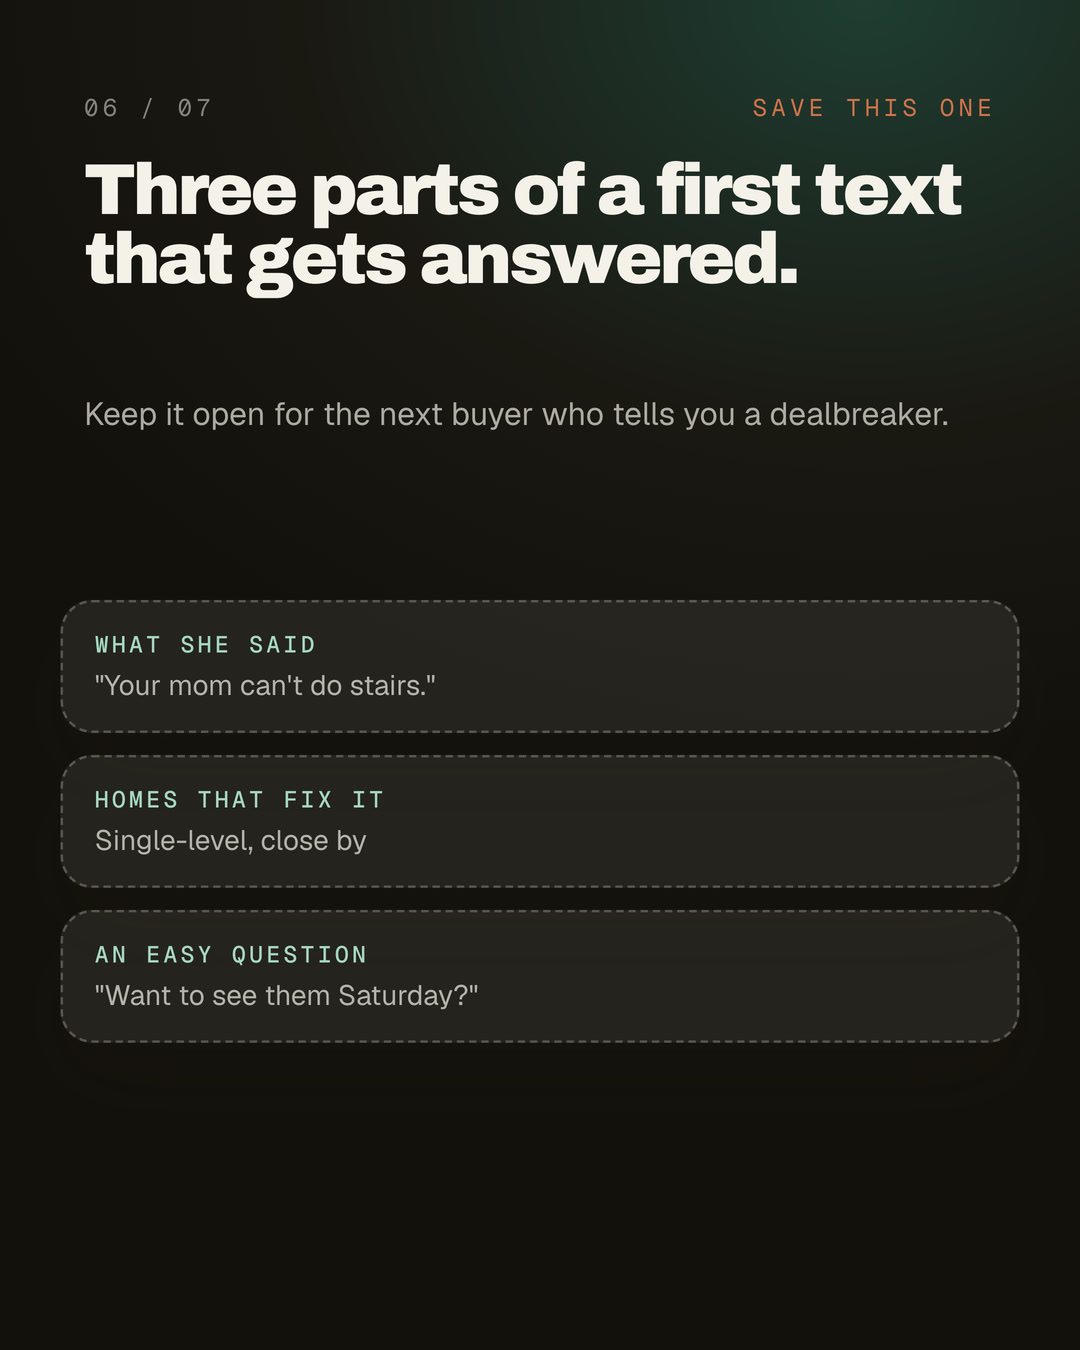 06 / 07
SAVE THIS ONE
Three parts of a first text
that gets answered.
Keep it open for the next buyer who tells you a dealbreaker.
WHAT SHE SAID
"Your mom can't do stairs."
HOMES THAT FIX IT
Single-level, close by
AN EASY QUESTION
"Want to see them Saturday?"